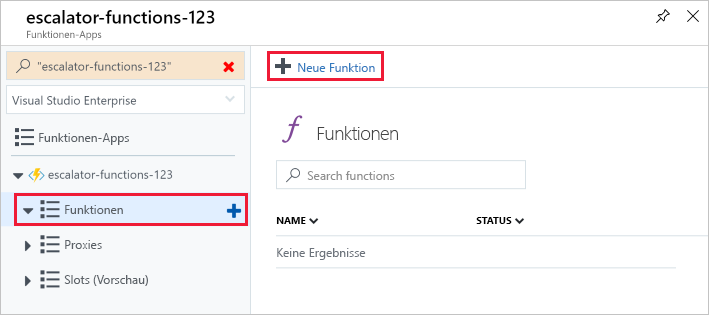 escalator-functions-123
Funktionen-Apps
"escalator-functions-123"
Visual Studio Enterprise
Funktionen-Apps
escalator-functions-123
Funktionen
Proxies
Slots (Vorschau)
Neue Funktion
Funktionen
Search functions
NAME STATUS
Keine Ergebnisse